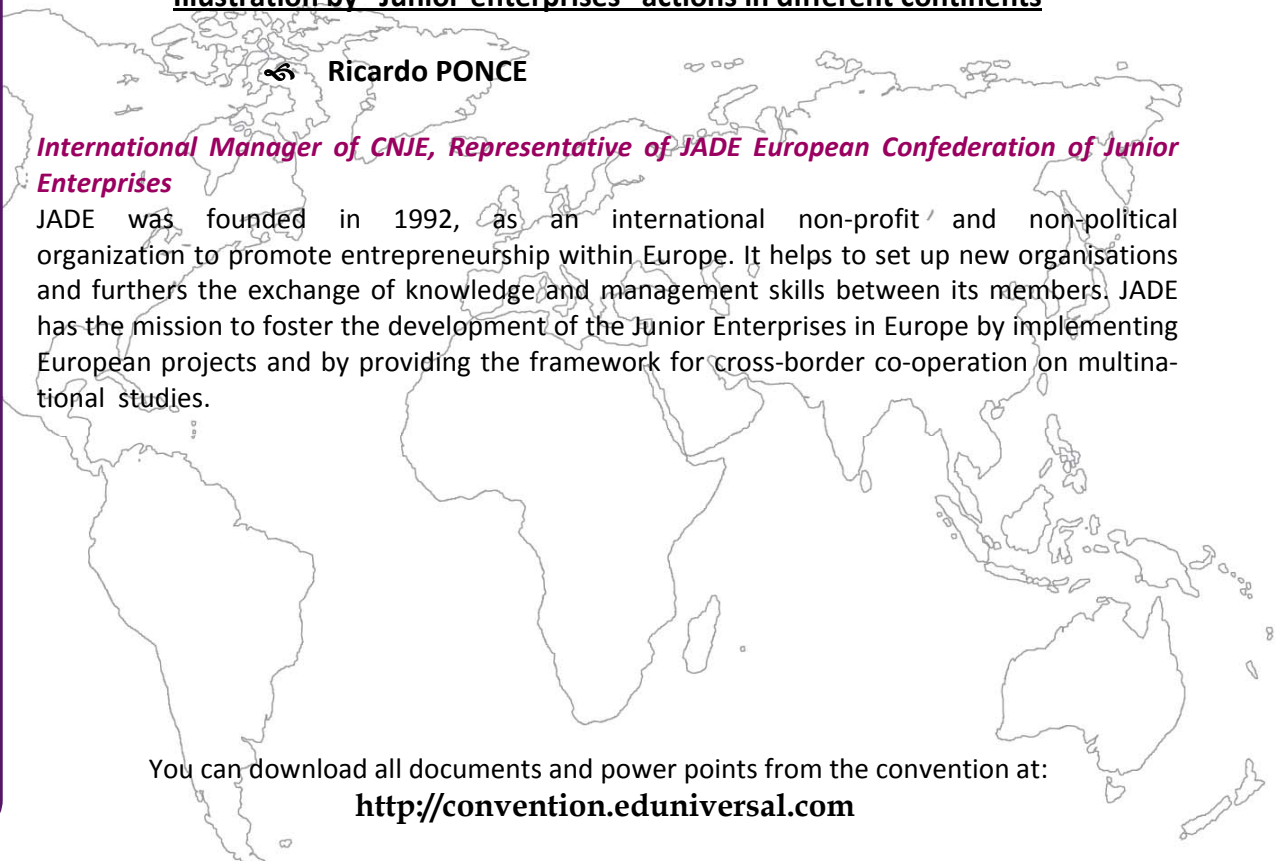 Illustration by "Junior enterprises" actions in different continents
Ricardo PONCE
International Manager of CNJE, Representative of JADE European Confederation of Junior
Enterprises
JADE was founded in 1992, as an international non-profit and non-political
organization to promote entrepreneurship within Europe. It helps to set up new organisations
and furthers the exchange of knowledge and management skills between its members. JADE
has the mission to foster the development of the Junior Enterprises in Europe by implementing
European projects and by providing the framework for cross-border co-operation on multina-
tional studies.
You can download all documents and power points from the convention at:
http://convention.eduniversal.com